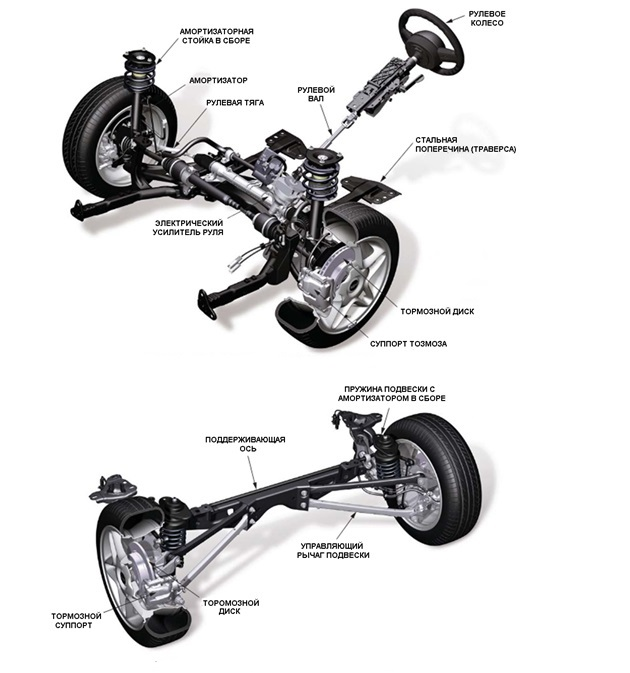 РУЛЕВОЕ
КОЛЕСО
АМОРТИЗАТОРНАЯ
СТОЙКА В СБОРЕ
АМОРТИЗАТОР
РУЛЕВАЯ ТЯГА
РУЛЕВОЙ
ВАЛ
СТАЛЬНАЯ
ПОПЕРЕЧИНА (ТРАВЕРСА)
ЭЛЕКТРИЧЕСКИЙ
УСИЛИТЕЛЬ РУЛЯ
ТОРМОЗНОЙ ДИСК
СУППОРТ ТОЗМОЗА
ПРУЖИНА ПОДВЕСКИ С
АМОРТИЗАТОРОМ В СБОРЕ
ПОДДЕРЖИВАЮЩАЯ
ОСЬ
УПРАВЛЯЮЩИЙ
РЫЧАГ ПОДВЕСКИ
ТОРОМОЗНОЙ
ДИСК
ТОРМОЗНОЙ
СУППОРТ